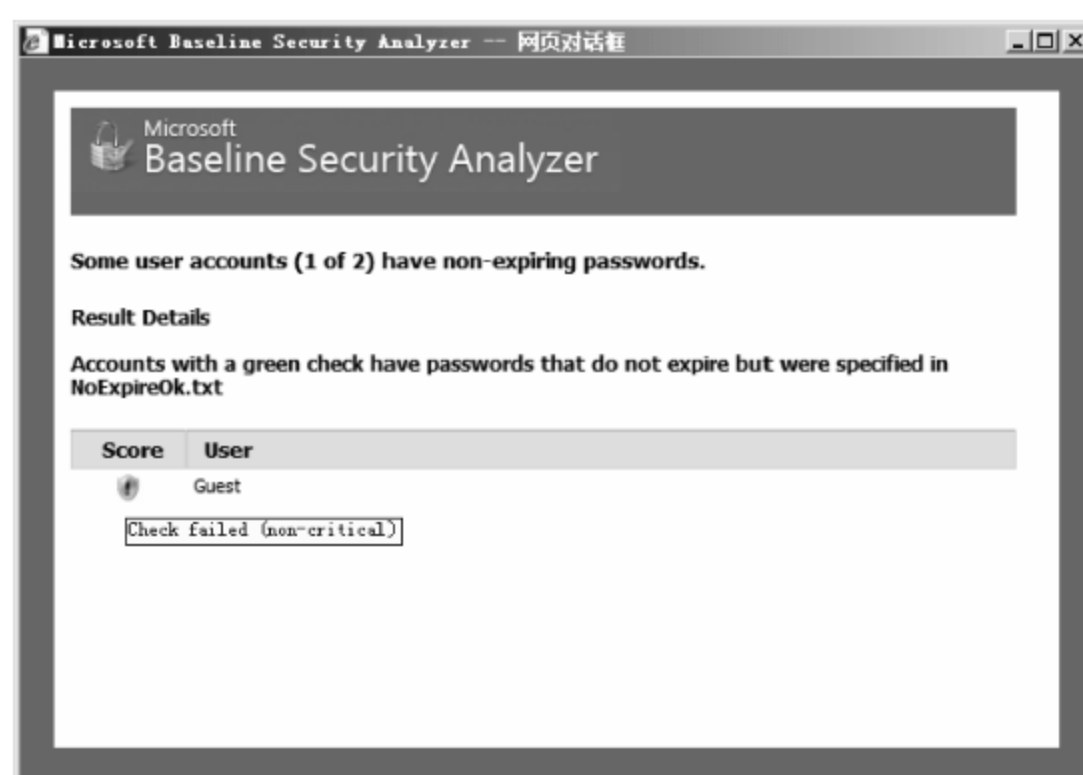 Microsoft Baseline Security Analyzer -- 网页对话框
Microsoft
Baseline Security Analyzer
Some user accounts (1 of 2) have non-expiring passwords.
Result Details
Accounts with a green check have passwords that do not expire but were specified in
NoExpireOk.txt
Score User
Guest
Check failed (non-critical)